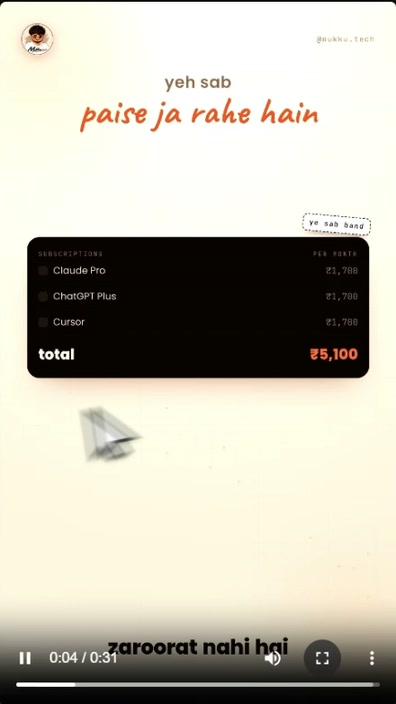 @mukku.tech
yeh sab
paise ja rahe hain
ye sab band
SUBSCRIPTIONS PER MONTH
Claude Pro ₹1,700
ChatGPT Plus ₹1,700
Cursor ₹1,700
total ₹5,100
zaroorat nahi hai
0:04 / 0:31